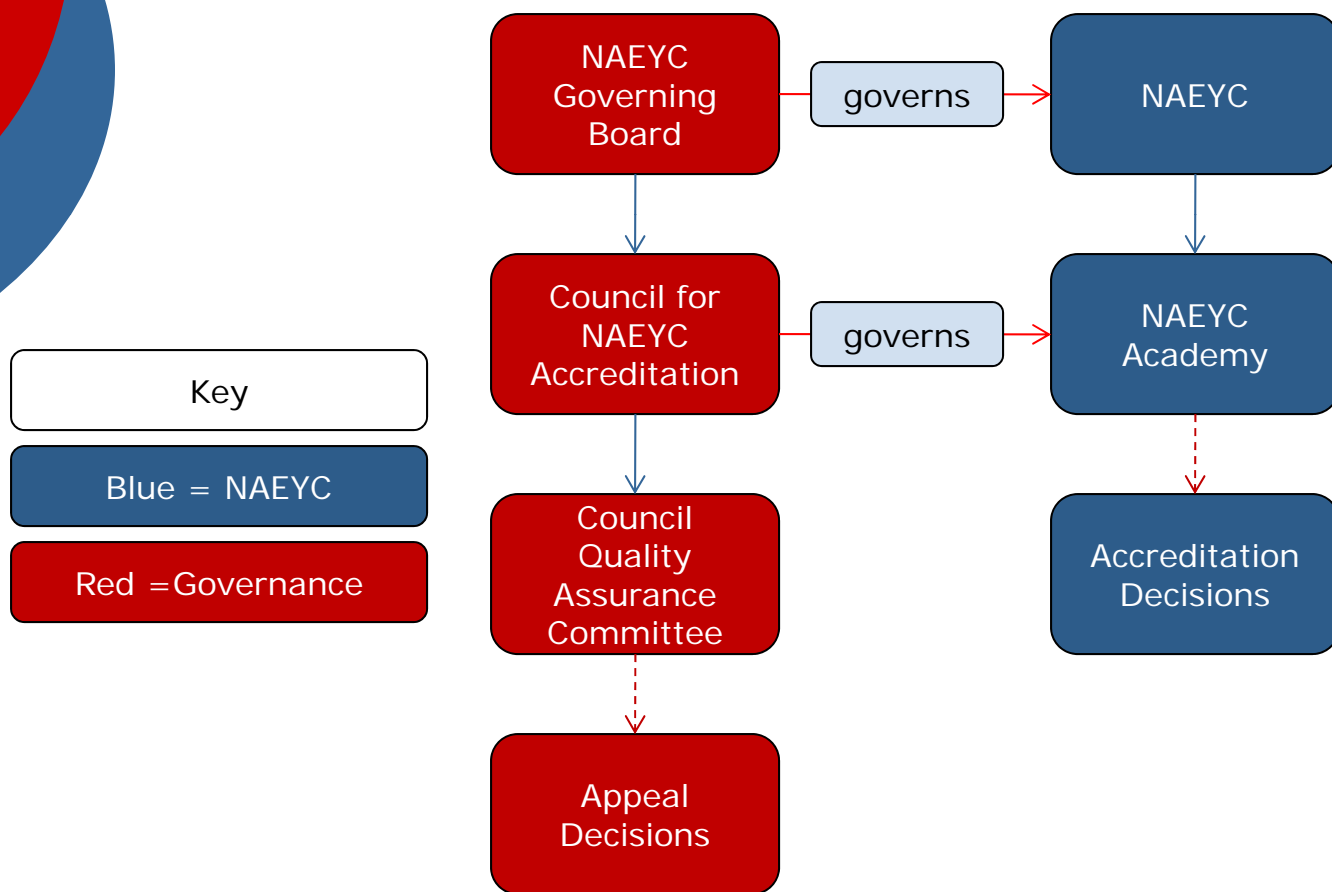 NAEYC
Governing
Board
governs
NAEYC
Council for
NAEYC
Accreditation
governs
NAEYC
Academy
Key
Blue = NAEYC
Red =Governance
Council
Quality
Assurance
Committee
Accreditation
Decisions
Appeal
Decisions